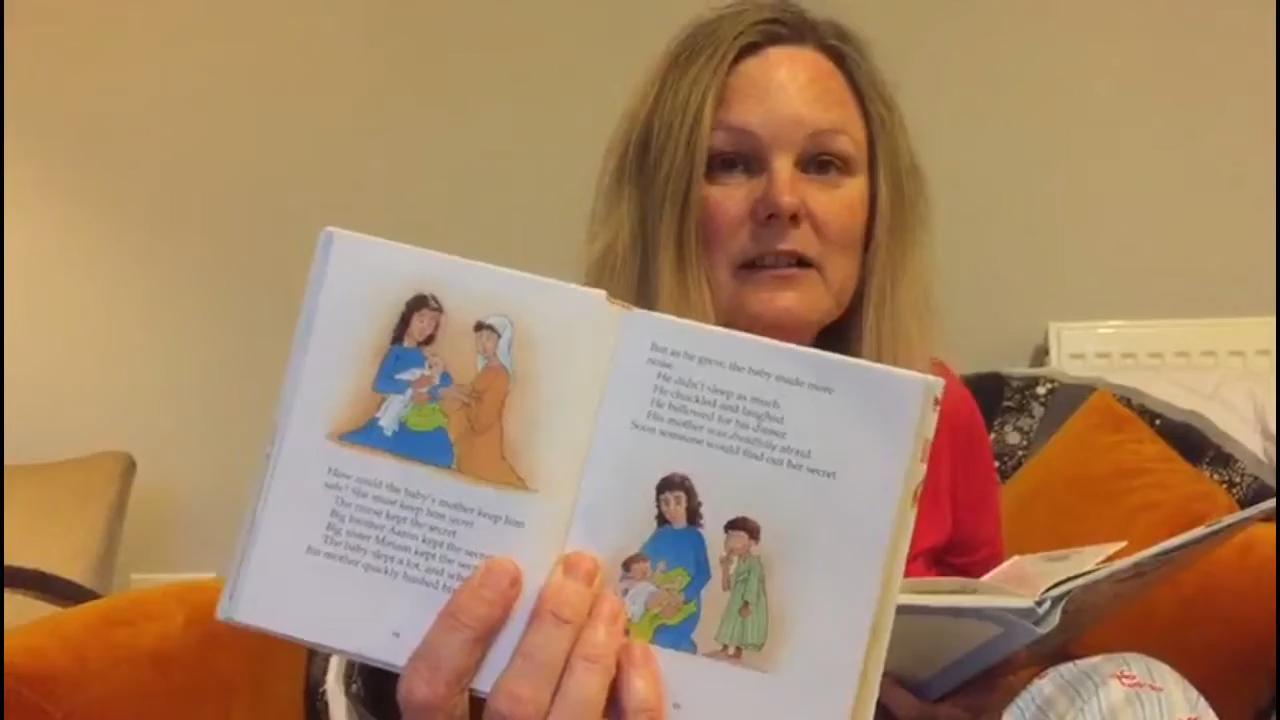 How could the baby's mother keep him
safe? She must keep him secret.
The nurse kept the secret.
Big brother Aaron kept the secret.
Big sister Miriam kept the secret.
The baby slept a lot, and
his mother quickly hushed
But as he grew, the baby made more
noise.
He didn't sleep as much.
He chuckled and laughed.
He bellowed for his dinner.
His mother was dreadfully afraid.
Soon someone would find out her secret.